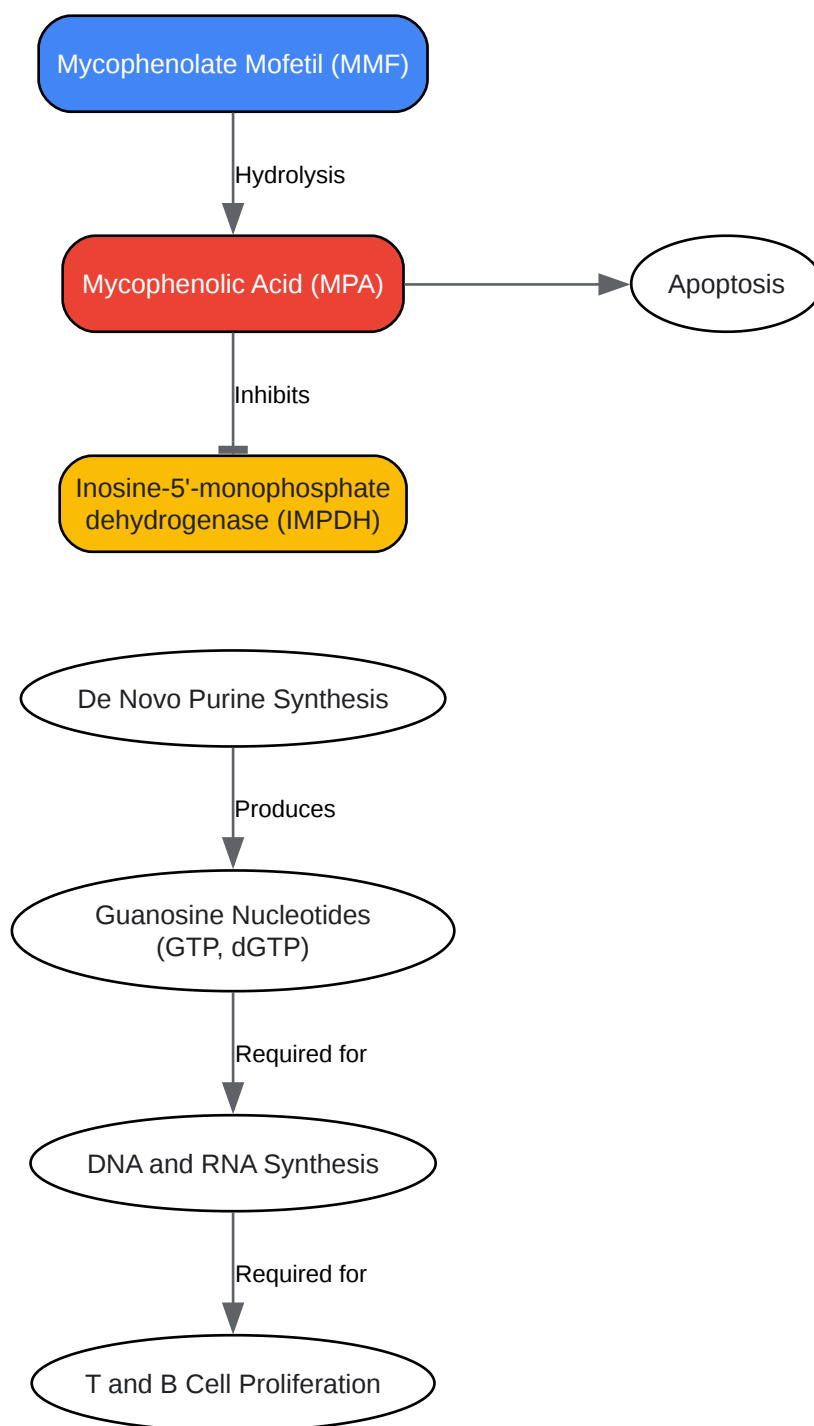 Mycophenolate Mofetil (MMF)
Hydrolysis
Mycophenolic Acid (MPA)
Apoptosis
Inhibits
Inosine-5'-monophosphate
dehydrogenase (IMPDH)
De Novo Purine Synthesis
Produces
Guanosine Nucleotides
(GTP, dGTP)
Required for
DNA and RNA Synthesis
Required for
T and B Cell Proliferation